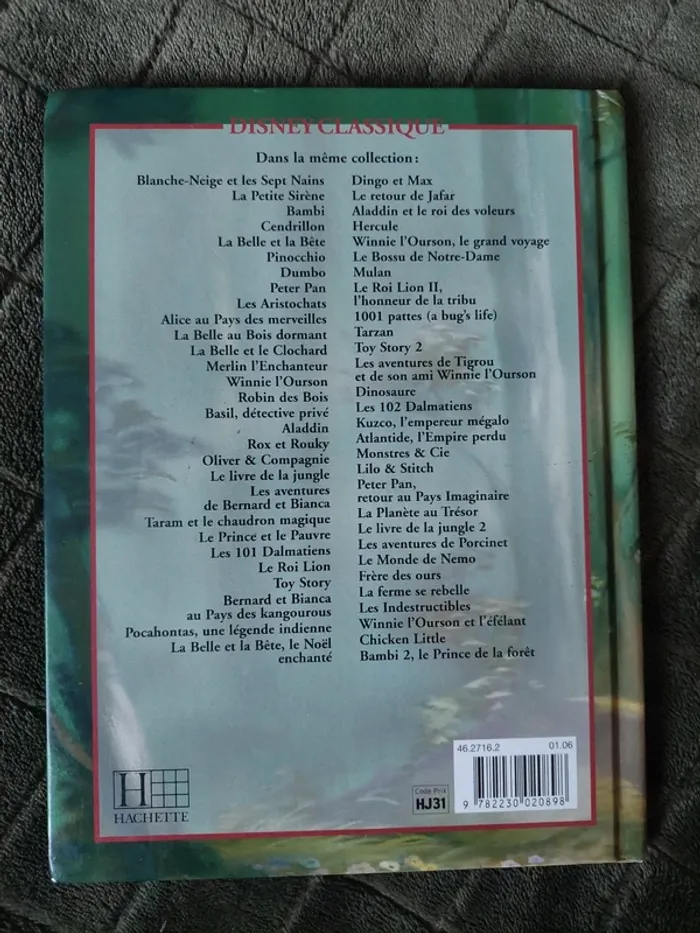 DISNEY CLASSIQUE
Dans la même collection :
Blanche-Neige et les Sept Nains
La Petite Sirène
Bambi
Cendrillon
La Belle et la Bête
Pinocchio
Dumbo
Peter Pan
Les Aristochats
Alice au Pays des merveilles
La Belle au Bois dormant
La Belle et le Clochard
Merlin l'Enchanteur
Winnie l'Ourson
Robin des Bois
Basil, détective privé
Aladdin
Rox et Rouky
Oliver & Compagnie
Le livre de la jungle
Les aventures
de Bernard et Bianca
Taram et le chaudron magique
Le Prince et le Pauvre
Les 101 Dalmatiens
Le Roi Lion
Toy Story
Bernard et Bianca
au Pays des kangourous
Pocahontas, une légende indienne
La Belle et la Bête, le Noël
enchanté
Dingo et Max
Le retour de Jafar
Aladdin et le roi des voleurs
Hercule
Winnie l'Ourson, le grand voyage
Le Bossu de Notre-Dame
Mulan
Le Roi Lion II,
l'honneur de la tribu
1001 pattes (a bug's life)
Tarzan
Toy Story 2
Les aventures de Tigrou
et de son ami Winnie l'Ourson
Dinosaure
Les 102 Dalmatiens
Kuzco, l'empereur mégalo
Atlantide, l'Empire perdu
Monstres & Cie
Lilo & Stitch
Peter Pan,
retour au Pays Imaginaire
La Planète au Trésor
Le livre de la jungle 2
Les aventures de Porcinet
Le Monde de Nemo
Frère des ours
La ferme se rebelle
Les Indestructibles
Winnie l'Ourson et l'éfélant
Chicken Little
Bambi 2, le Prince de la forêt
H
HACHETTE
Code Prix
HJ31
46.2716.2 01.06
9 782230 020898